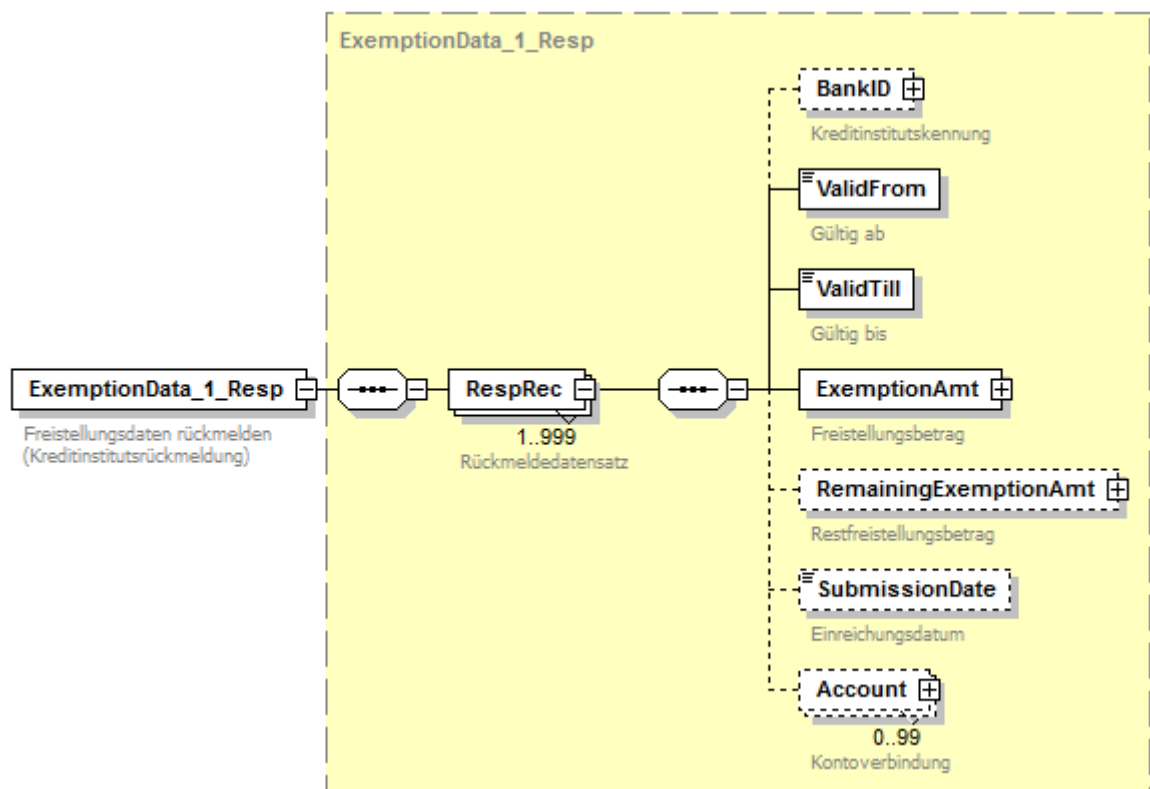 ExemptionData_1_Resp
BankID
Kreditinstitutskennung
ValidFrom
Gültig ab
ValidTill
Gültig bis
ExemptionData_1_Resp
Freistellungsdaten rückmelden
(Kreditinstitutsrückmeldung)
RespRec
1..999
Rückmeldedatensatz
ExemptionAmt
Freistellungsbetrag
RemainingExemptionAmt
Restfreistellungsbetrag
SubmissionDate
Einreichungsdatum
Account
0..99
Kontoverbindung